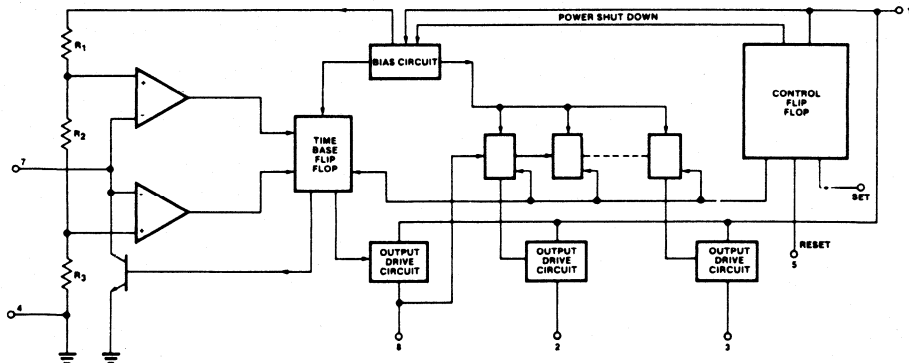 POWER SHUT DOWN
R1
BIAS CIRCUIT
CONTROL
FLIP
FLOP
+
-
R2
TIME
BASE
FLIP
FLOP
7
-
+
SET
RESET
5
R3
OUTPUT
DRIVE
CIRCUIT
OUTPUT
DRIVE
CIRCUIT
OUTPUT
DRIVE
CIRCUIT
4
8
2
3